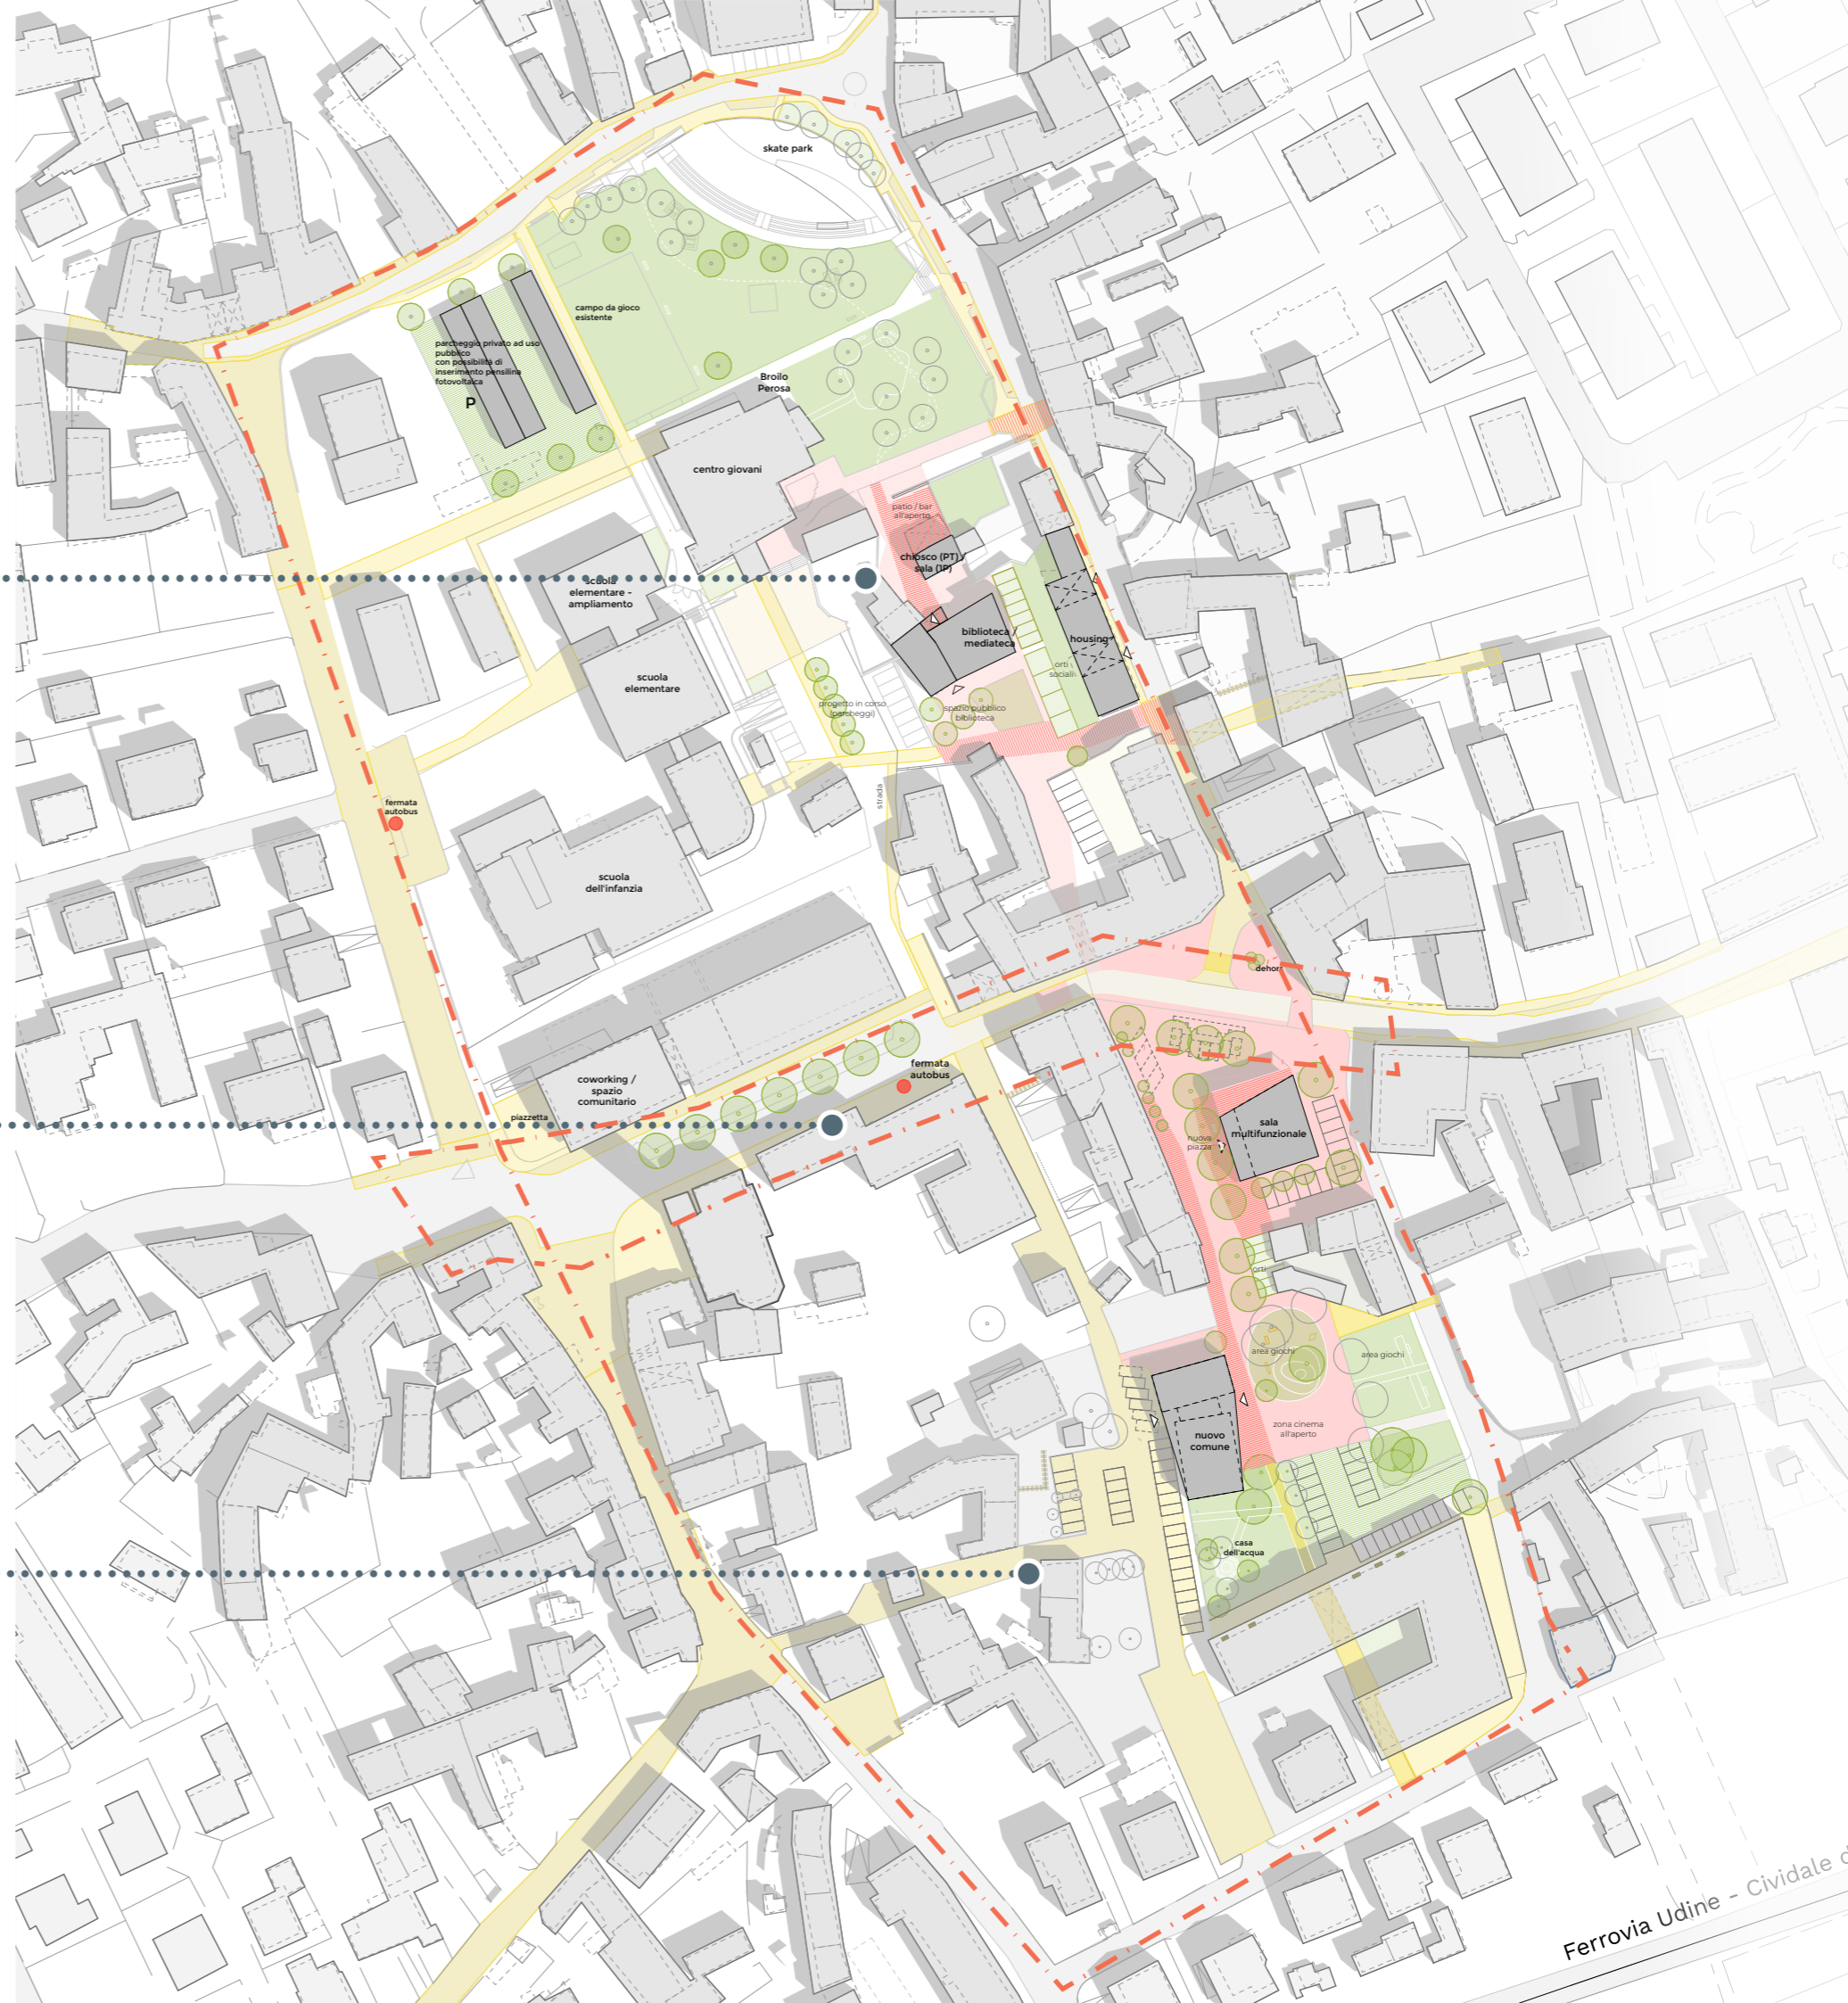 skate park
campo da gioco
esistente
parcheggio privato ad uso
pubblico
con possibilità di
inserimento pensilina
fotovoltaica
P
Broilo
Perosa
centro giovani
patio / bar
all'aperto
chiosco (PT) /
sala (1P)
scuola
elementare -
ampliamento
biblioteca /
mediateca
housing
orti
sociali
scuola
elementare
progetto in corso
(parcheggi)
spazio pubblico
biblioteca
strada
fermata
autobus
scuola
dell'infanzia
dehor
fermata
autobus
coworking /
spazio
comunitario
piazzetta
sala
multifunzionale
nuova
piazza
orti
area giochi
area giochi
zona cinema
all'aperto
nuovo
comune
casa
dell'acqua
Ferrovia Udine - Cividale d